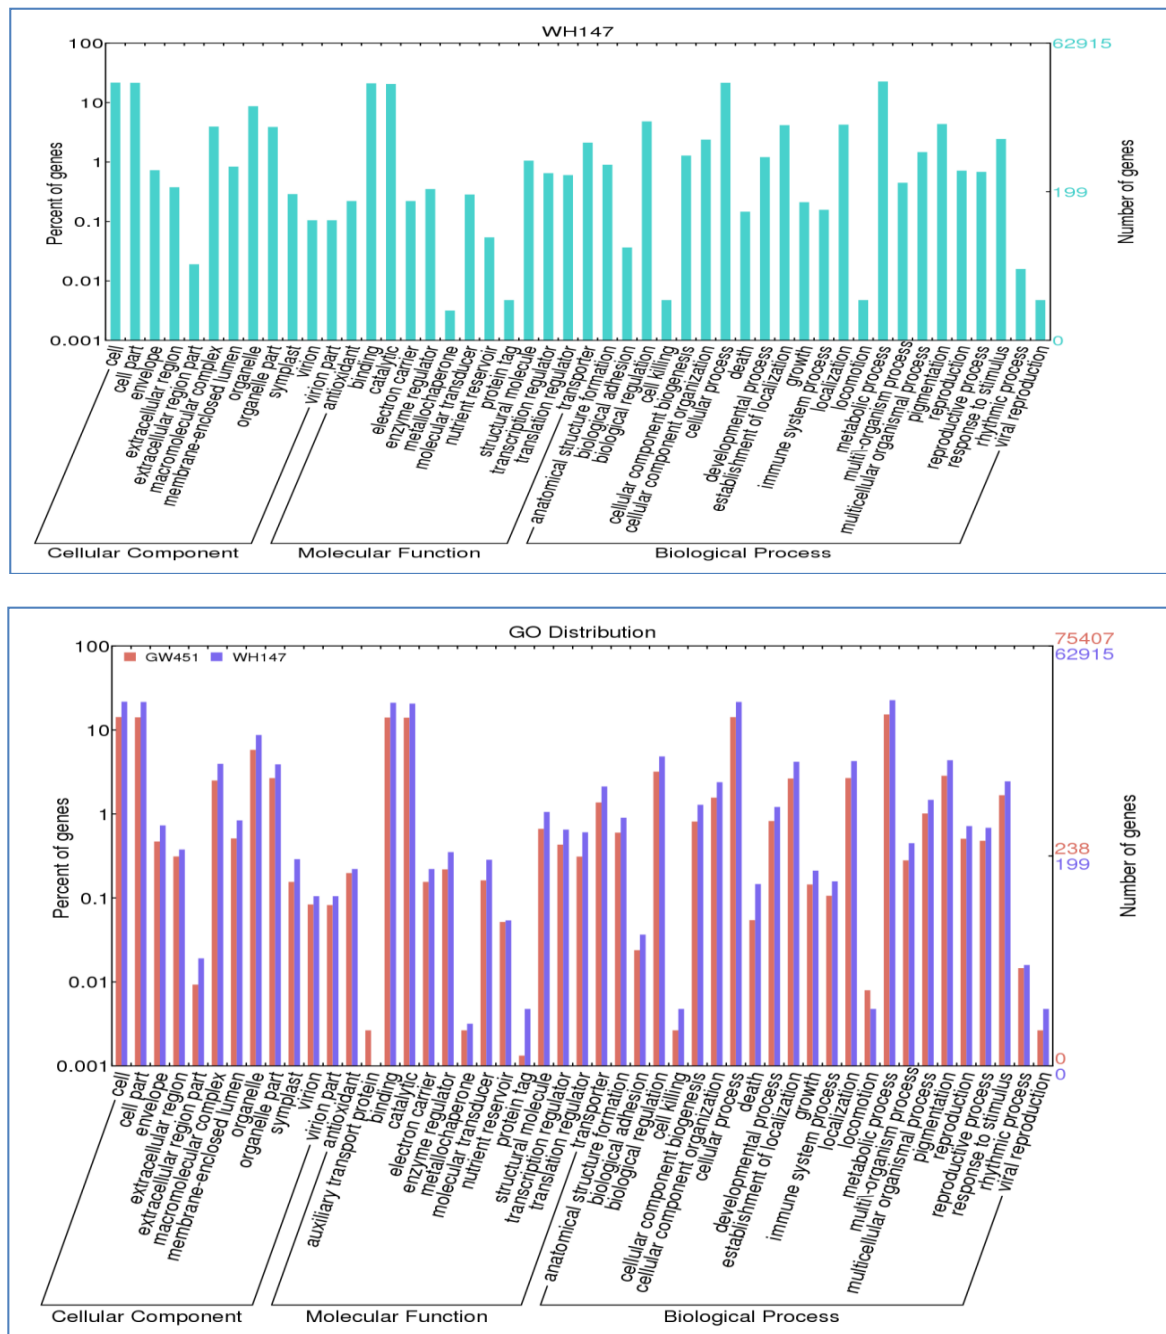 WH147
100
10
1
0.1
0.01
0.001
Percent of genes
62915
199
0
Number of genes
cell
cell part
envelope
extracellular region
extracellular region part
macromolecular complex
membrane-enclosed lumen
organelle
organelle part
symplast
virion
virion part
antioxidant
binding
catalytic
electron carrier
enzyme regulator
metallochaperone
molecular transducer
nutrient reservoir
protein tag
structural molecule
transcription regulator
translation regulator
transporter
anatomical structure formation
biological adhesion
biological regulation
cell killing
cellular component biogenesis
cellular component organization
cellular process
death
developmental process
establishment of localization
growth
immune system process
localization
locomotion
metabolic process
multi-organism process
multicellular organismal process
pigmentation
reproduction
reproductive process
response to stimulus
rhythmic process
viral reproduction
Cellular Component
Molecular Function
Biological Process
GO Distribution
GW451
WH147
100
10
1
0.1
0.01
0.001
Percent of genes
75407
62915
238
199
0
0
Number of genes
cell
cell part
envelope
extracellular region
extracellular region part
macromolecular complex
membrane-enclosed lumen
organelle
organelle part
symplast
virion
virion part
antioxidant
auxiliary transport protein
binding
catalytic
electron carrier
enzyme regulator
metallochaperone
molecular transducer
nutrient reservoir
protein tag
structural molecule
transcription regulator
translation regulator
transporter
anatomical structure formation
biological adhesion
biological regulation
cell killing
cellular component biogenesis
cellular component organization
cellular process
death
developmental process
establishment of localization
growth
immune system process
localization
locomotion
metabolic process
multi-organism process
multicellular organismal process
pigmentation
reproduction
reproductive process
response to stimulus
rhythmic process
viral reproduction
Cellular Component
Molecular Function
Biological Process